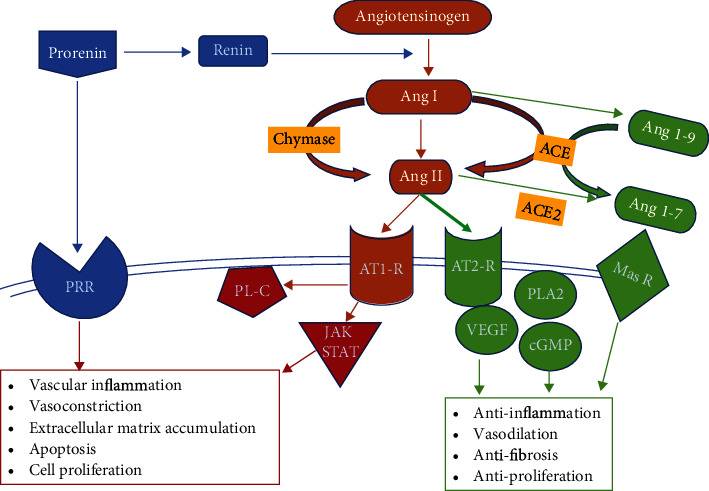 Angiotensinogen
Prorenin
Renin
Ang I
Chymase
ACE
Ang 1-9
Ang II
ACE2
Ang 1-7
PRR
AT1-R
AT2-R
Mas R
PL-C
PLA2
VEGF
cGMP
JAK
STAT
• Vascular inflammation
• Vasoconstriction
• Extracellular matrix accumulation
• Apoptosis
• Cell proliferation
• Anti-inflammation
• Vasodilation
• Anti-fibrosis
• Anti-proliferation